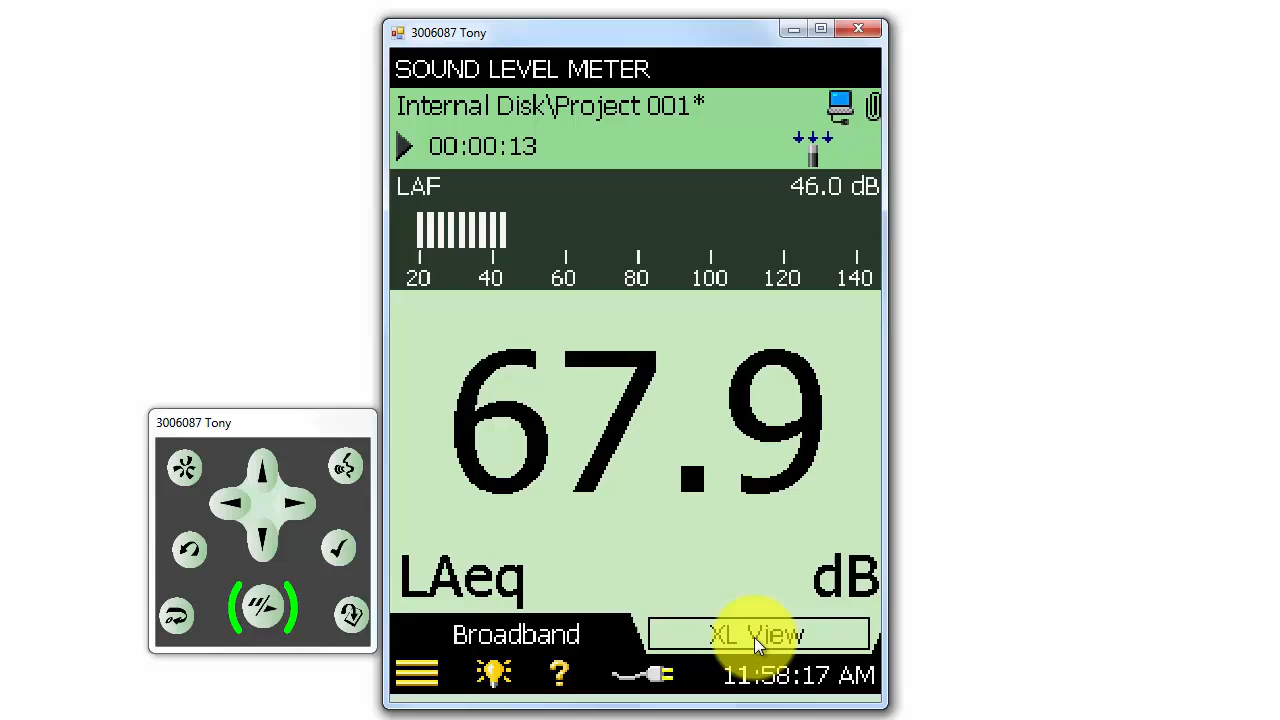 3006087 Tony
SOUND LEVEL METER
Internal Disk\Project 001*
00:00:13
LAF 46.0 dB
20 40 60 80 100 120 140
67.9
LAeq dB
Broadband XL View
? 11:58:17 AM
3006087 Tony